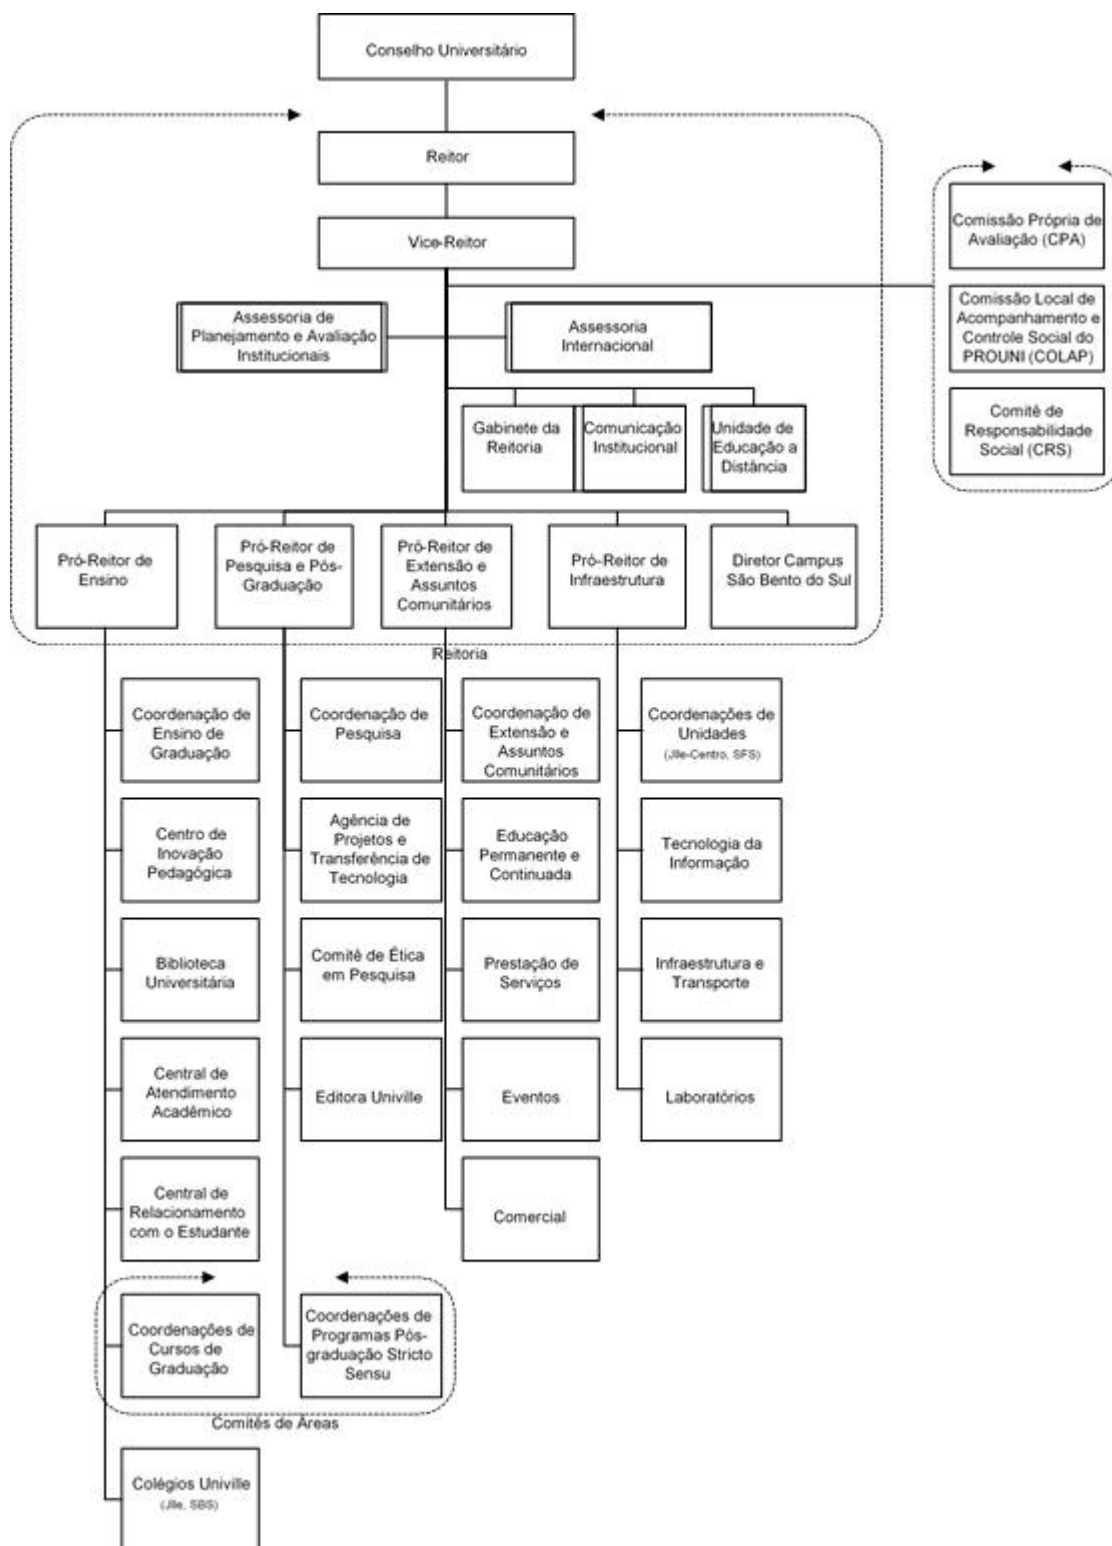 Conselho Universitário
Reitor
Vice-Reitor
Comissão Própria de
Avaliação (CPA)
Comissão Local de
Acompanhamento e
Controle Social do
PROUNI (COLAP)
Comitê de
Responsabilidade
Social (CRS)
Assessoria de
Planejamento e Avaliação
Institucionais
Assessoria
Internacional
Gabinete da
Reitoria
Comunicação
Institucional
Unidade de
Educação a
Distância
Pró-Reitor de
Ensino
Pró-Reitor de
Pesquisa e Pós-
Graduação
Pró-Reitor de
Extensão e
Assuntos
Comunitários
Pró-Reitor de
Infraestrutura
Diretor Campus
São Bento do Sul
Reitoria
Coordenação de
Ensino de
Graduação
Coordenação de
Pesquisa
Coordenação de
Extensão e
Assuntos
Comunitários
Coordenações de
Unidades
(Jlle-Centro, SFS)
Centro de
Inovação
Pedagógica
Agência de
Projetos e
Transferência de
Tecnologia
Educação
Permanente e
Continuada
Tecnologia da
Informação
Biblioteca
Universitária
Comitê de Ética
em Pesquisa
Prestação de
Serviços
Infraestrutura e
Transporte
Central de
Atendimento
Acadêmico
Editora Univille
Eventos
Laboratórios
Central de
Relacionamento
com o Estudante
Comercial
Coordenações de
Cursos de
Graduação
Coordenações de
Programas Pós-
graduação Stricto
Sensu
Comitês de Áreas
Colégios Univille
(Jlle, SBS)